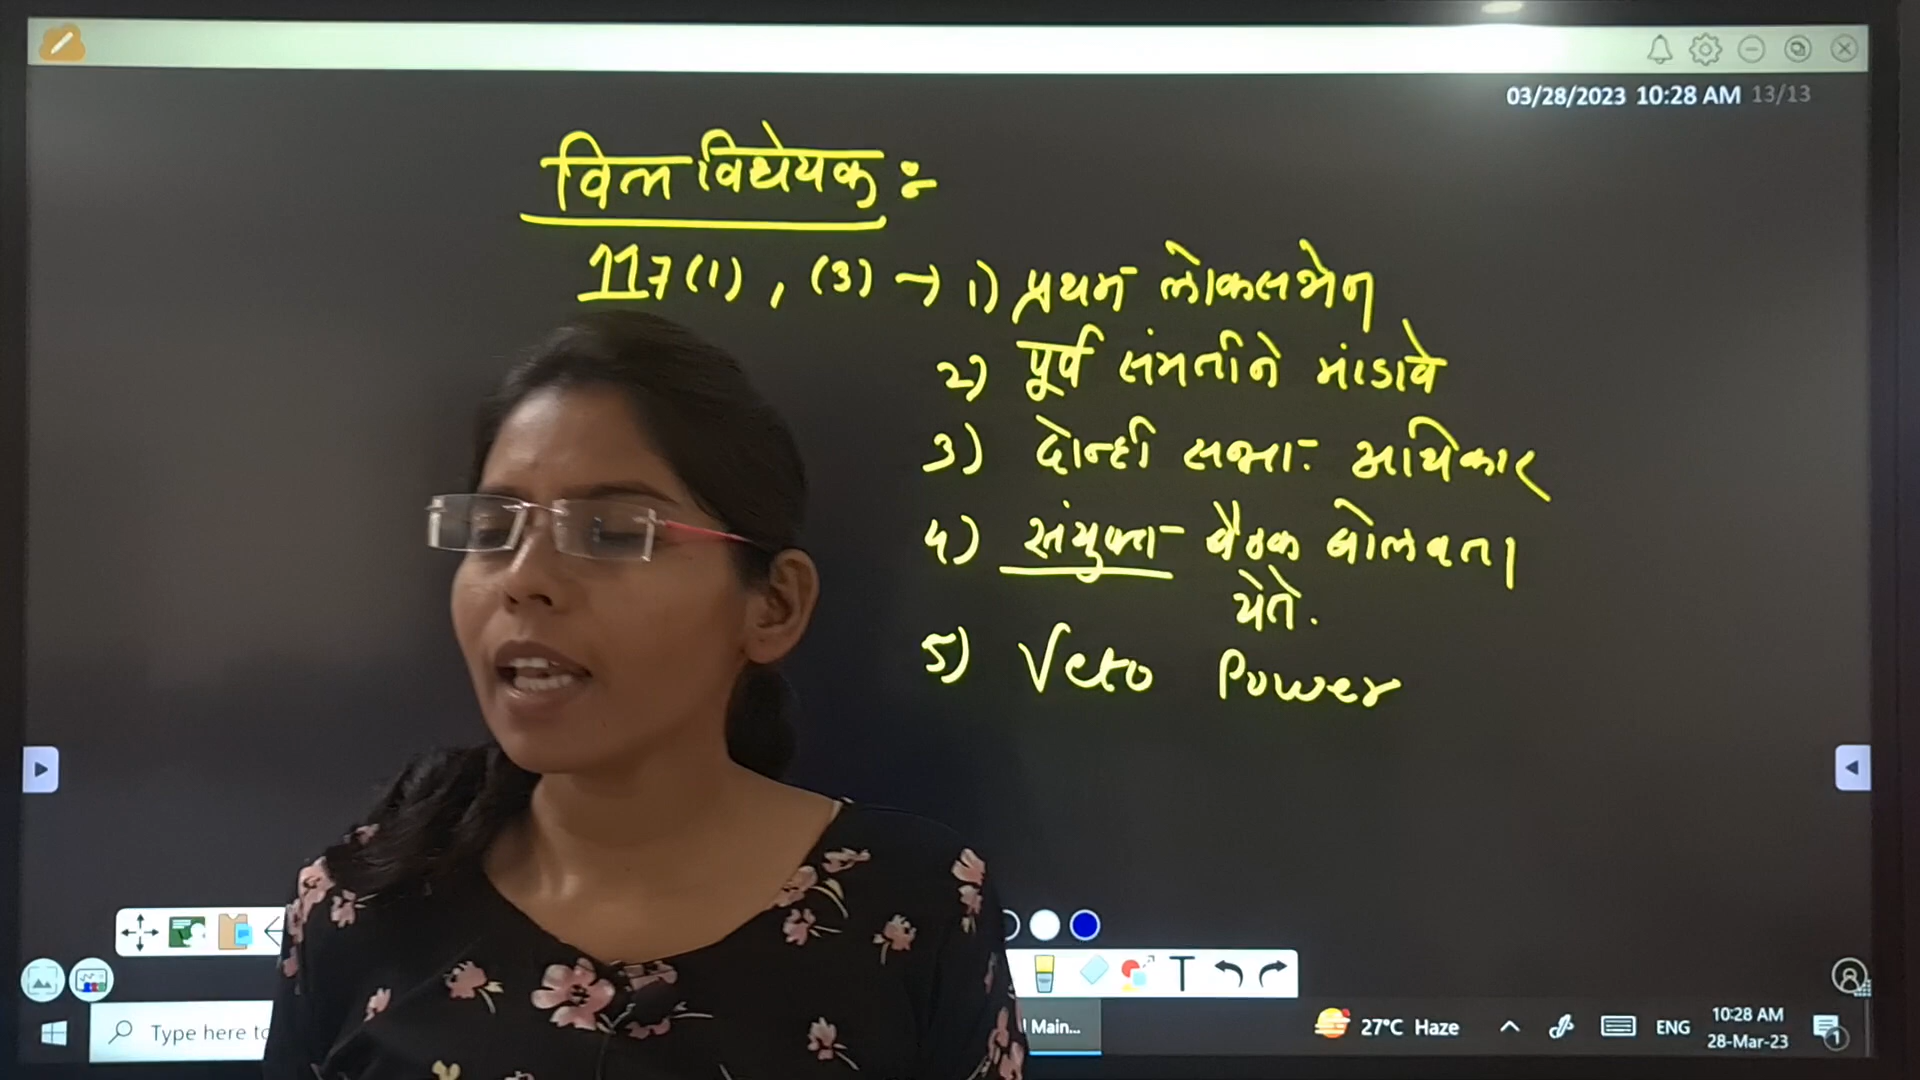 03/28/2023 10:28 AM 13/13
वित्त विधेयक :-
117(1), (3) → 1) प्रथम लोकसभेत
2) पूर्व संमतीने मांडावे
3) दोन्ही सभा: अधिकार
4) संयुक्त बैठक बोलवता
येते.
5) Veto Power
T
Type here to
l Main...
27°C Haze
ENG
10:28 AM
28-Mar-23
1